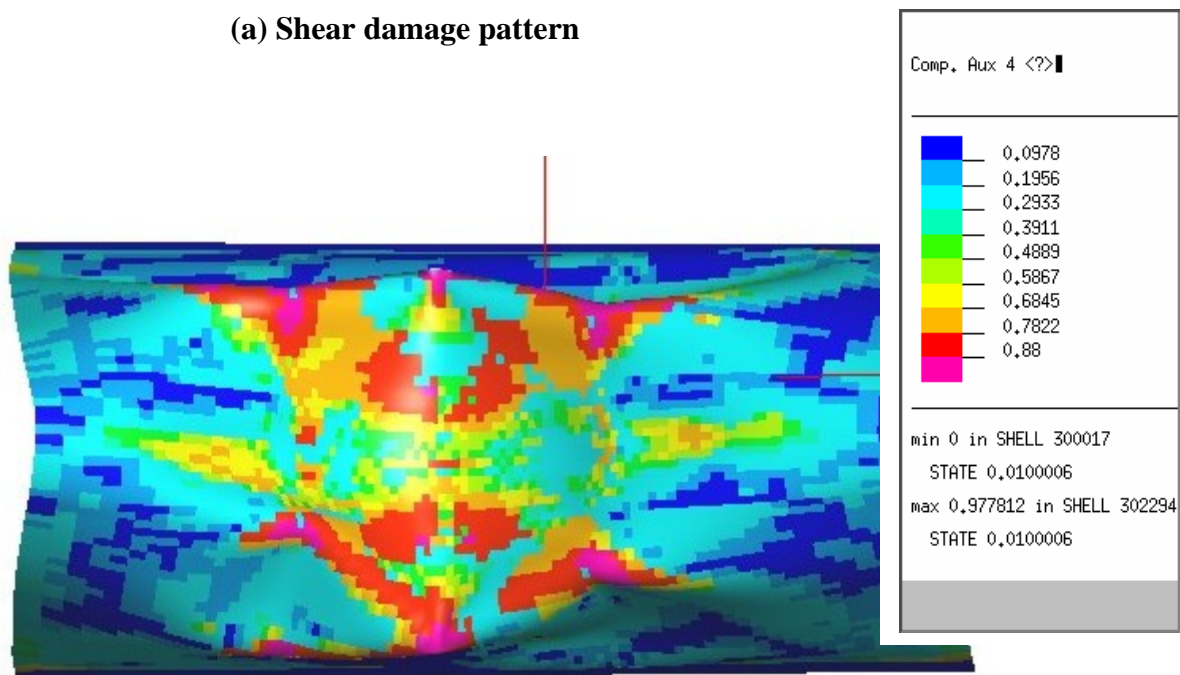 (a) Shear damage pattern
Comp. Aux 4 <?>
0.0978
0.1956
0.2933
0.3911
0.4889
0.5867
0.6845
0.7822
0.88
min 0 in SHELL 300017
STATE 0.0100006
max 0.977812 in SHELL 302294
STATE 0.0100006